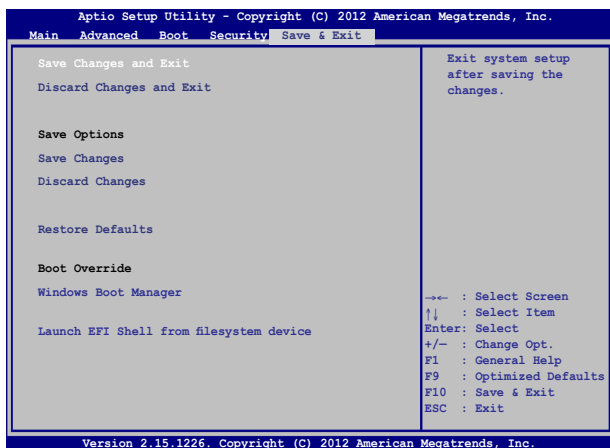 Aptio Setup Utility - Copyright (C) 2012 American Megatrends, Inc.
Main Advanced Boot Security Save & Exit
Save Changes and Exit
Discard Changes and Exit
Save Options
Save Changes
Discard Changes
Restore Defaults
Boot Override
Windows Boot Manager
Launch EFI Shell from filesystem device
Exit system setup
after saving the
changes.
→← : Select Screen
↑↓ : Select Item
Enter: Select
+/— : Change Opt.
F1 : General Help
F9 : Optimized Defaults
F10 : Save & Exit
ESC : Exit
Version 2.15.1226. Copyright (C) 2012 American Megatrends, Inc.